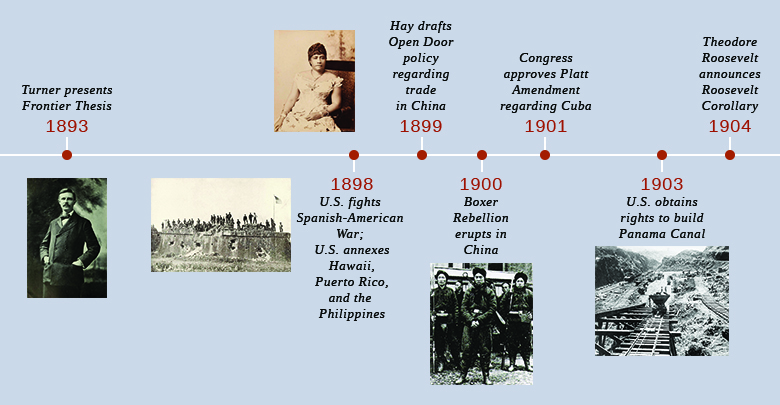 Turner presents
Frontier Thesis
1893
U.S. fights
Spanish-American
War;
U.S. annexes
Hawaii,
Puerto Rico,
and the
Philippines
1898
Hay drafts
Open Door
policy
regarding
trade
in China
1899
1900
Boxer
Rebellion
erupts in
China
Congress
approves Platt
Amendment
regarding Cuba
1901
1903
U.S. obtains
rights to build
Panama Canal
Theodore
Roosevelt
announces
Roosevelt
Corollary
1904